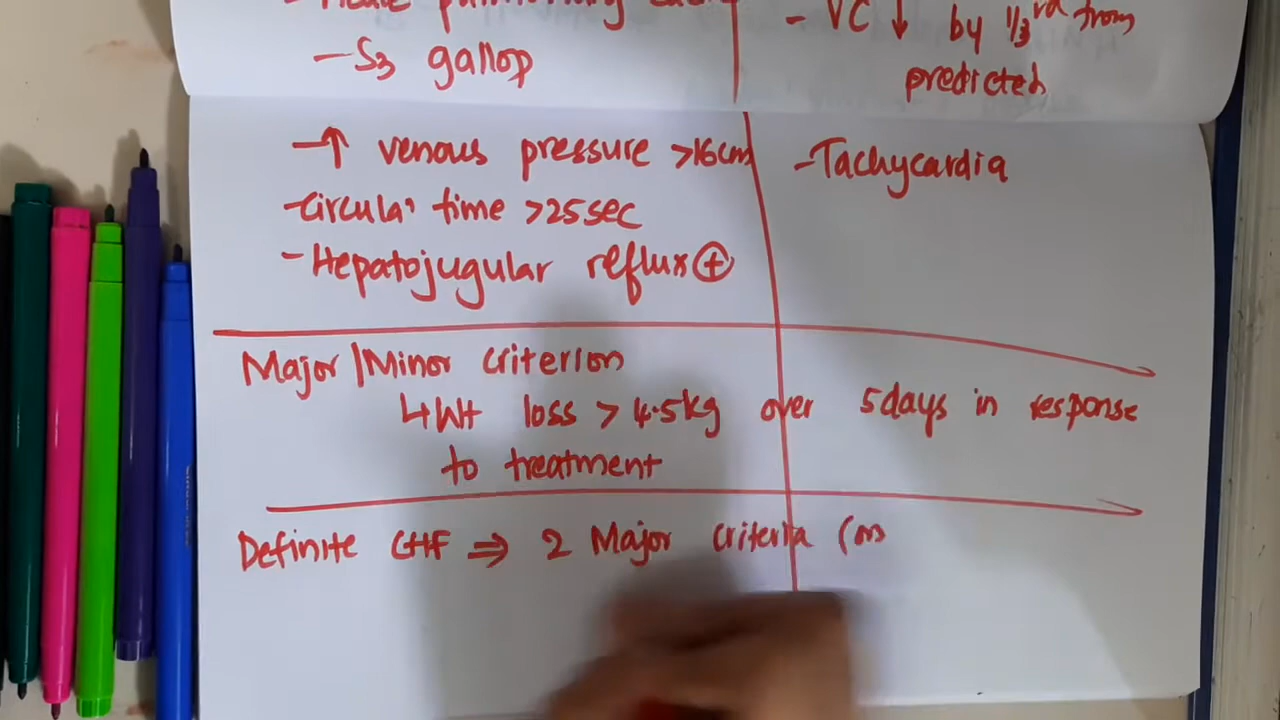 pulmonary
- VC ↓ by 1/3rd from
- S3 gallop
predicted
- ↑ venous pressure >16cm
- Tachycardia
- Circula' time >25sec
- Hepatojugular reflux ⊕
Major/Minor criterion
↳ Wt loss > 4.5kg over 5days in response
to treatment
Definite CHF ⇒ 2 Major criteria (or